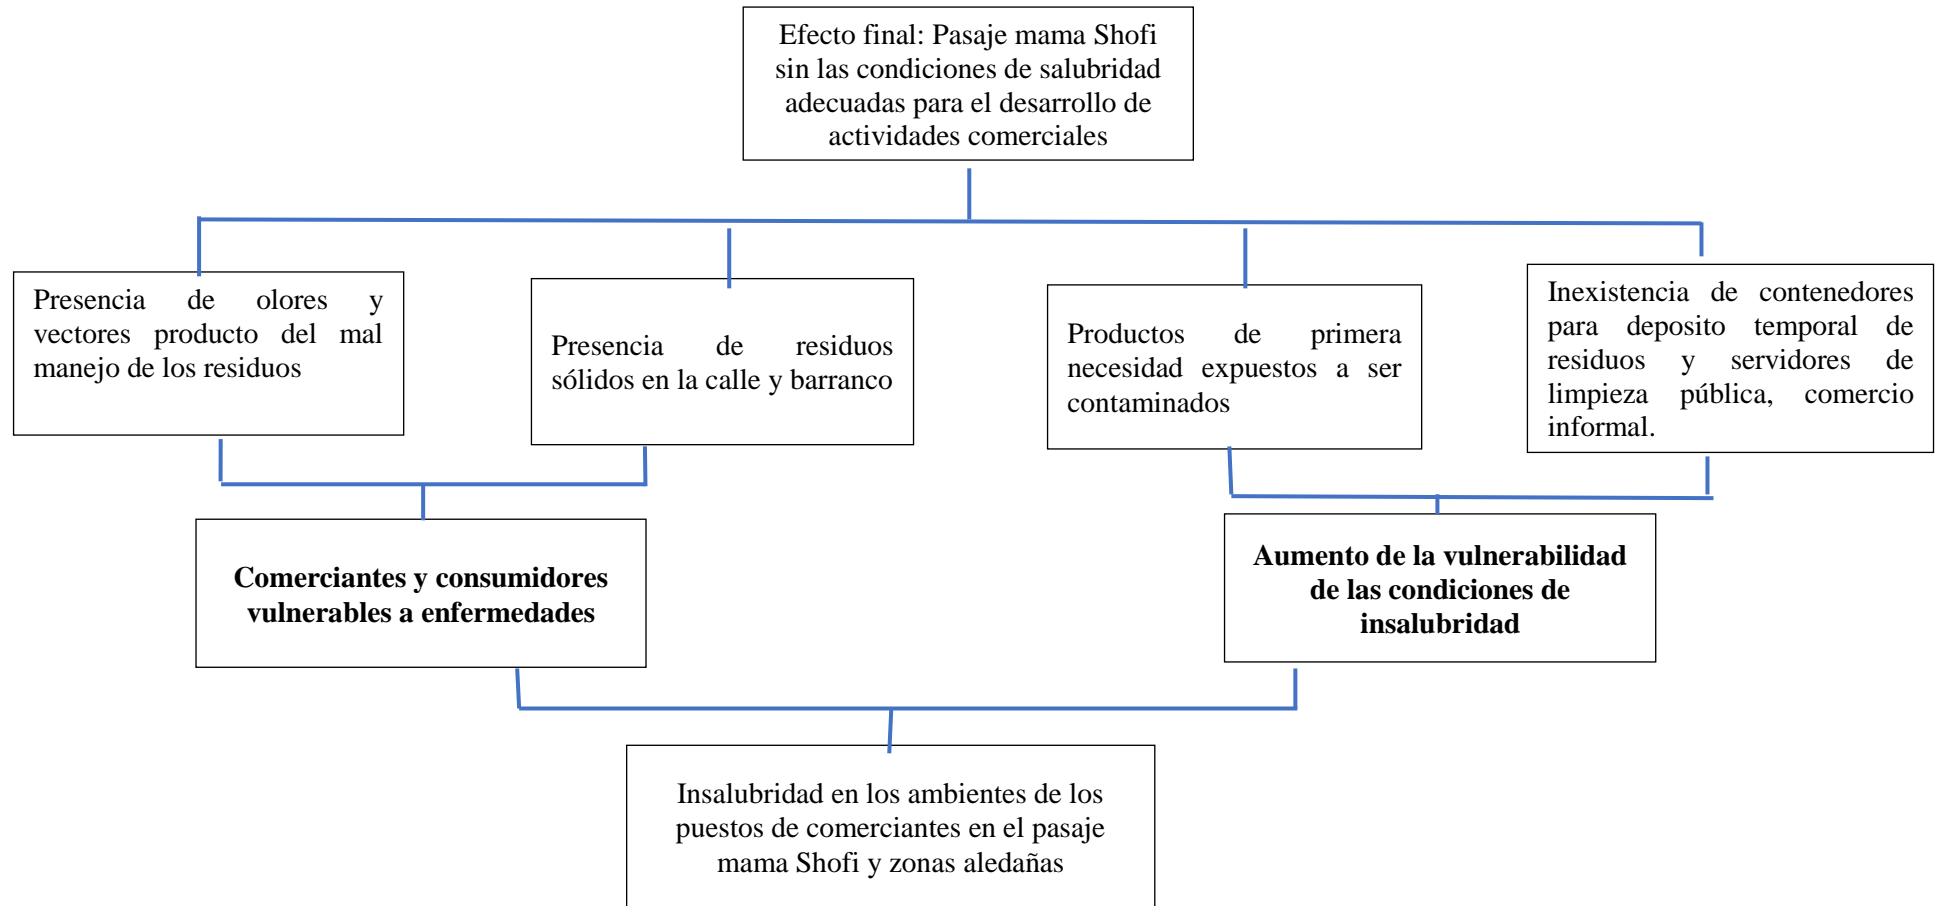 Efecto final: Pasaje mama Shofi
sin las condiciones de salubridad
adecuadas para el desarrollo de
actividades comerciales
Presencia de olores y
vectores producto del mal
manejo de los residuos
Presencia de residuos
sólidos en la calle y barranco
Productos de primera
necesidad expuestos a ser
contaminados
Inexistencia de contenedores
para deposito temporal de
residuos y servidores de
limpieza pública, comercio
informal.
Comerciantes y consumidores
vulnerables a enfermedades
Aumento de la vulnerabilidad
de las condiciones de
insalubridad
Insalubridad en los ambientes de los
puestos de comerciantes en el pasaje
mama Shofi y zonas aledañas